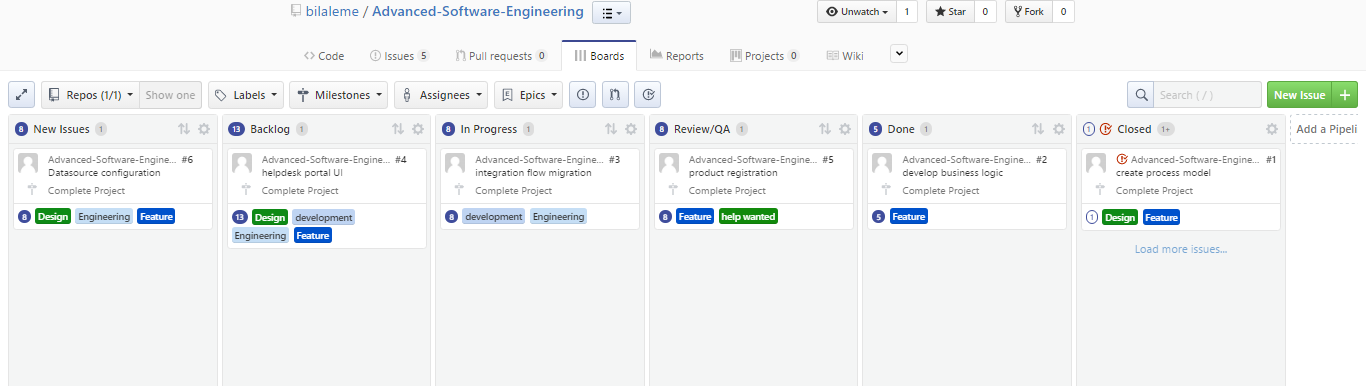 bilaleme / Advanced-Software-Engineering
Unwatch 1 Star 0 Fork 0
Code Issues 5 Pull requests 0 Boards Reports Projects 0 Wiki
Repos (1/1) Show one Labels Milestones Assignees Epics Search ( / ) New Issue +
8 New Issues 1
Advanced-Software-Engine... #6
Datasource configuration
Complete Project
8 Design Engineering Feature
13 Backlog 1
Advanced-Software-Engine... #4
helpdesk portal UI
Complete Project
13 Design development
Engineering Feature
8 In Progress 1
Advanced-Software-Engine... #3
integration flow migration
Complete Project
8 development Engineering
8 Review/QA 1
Advanced-Software-Engine... #5
product registration
Complete Project
8 Feature help wanted
5 Done 1
Advanced-Software-Engine... #2
develop business logic
Complete Project
5 Feature
1 Closed 1+
Advanced-Software-Engine... #1
create process model
Complete Project
1 Design Feature
Load more issues...
Add a Pipeli